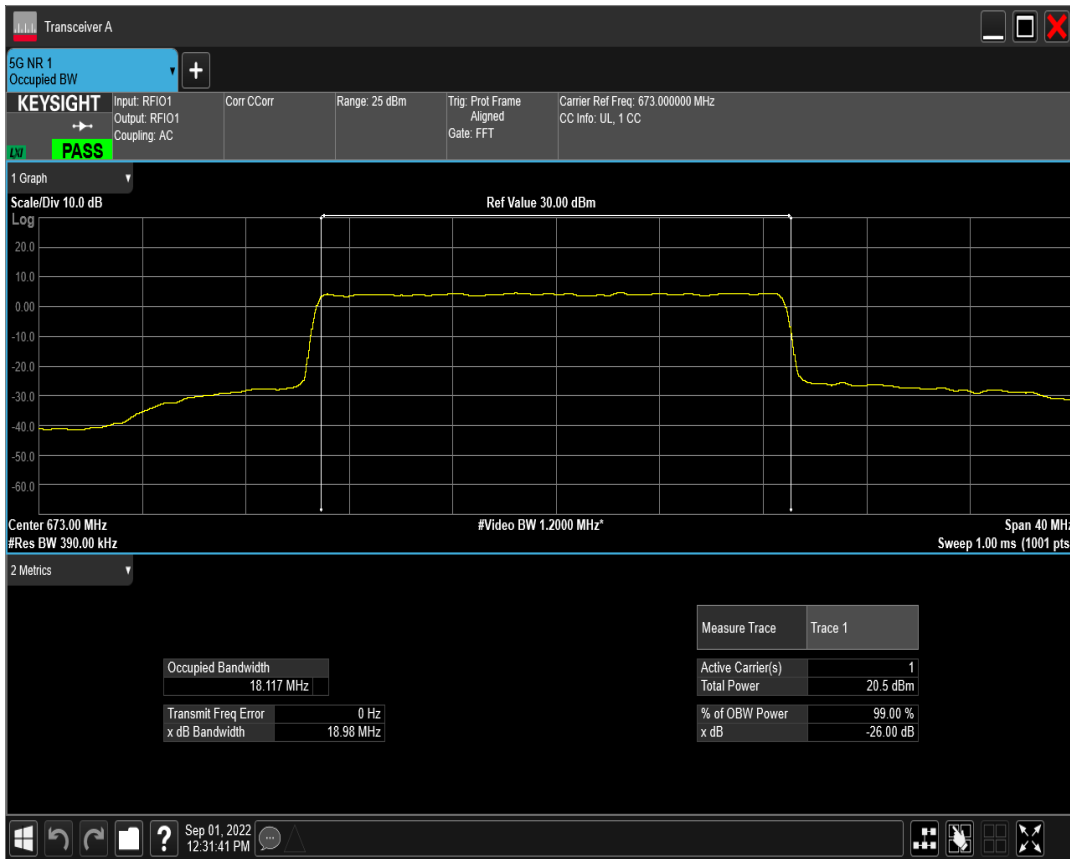 Transceiver A
5G NR 1
Occupied BW
+
KEYSIGHT
LXI
PASS
Input: RFIO1
Output: RFIO1
Coupling: AC
Corr CCorr
Range: 25 dBm
Trig: Prot Frame
Aligned
Gate: FFT
Carrier Ref Freq: 673.000000 MHz
CC Info: UL, 1 CC
1 Graph
Scale/Div 10.0 dB
Ref Value 30.00 dBm
Log
20.0
10.0
0.00
-10.0
-20.0
-30.0
-40.0
-50.0
-60.0
Center 673.00 MHz
#Video BW 1.2000 MHz*
Span 40 MHz
#Res BW 390.00 kHz
Sweep 1.00 ms (1001 pts
2 Metrics
Measure Trace Trace 1
Occupied Bandwidth
18.117 MHz
Active Carrier(s) 1
Total Power 20.5 dBm
Transmit Freq Error 0 Hz
x dB Bandwidth 18.98 MHz
% of OBW Power 99.00 %
x dB -26.00 dB
?
Sep 01, 2022
12:31:41 PM